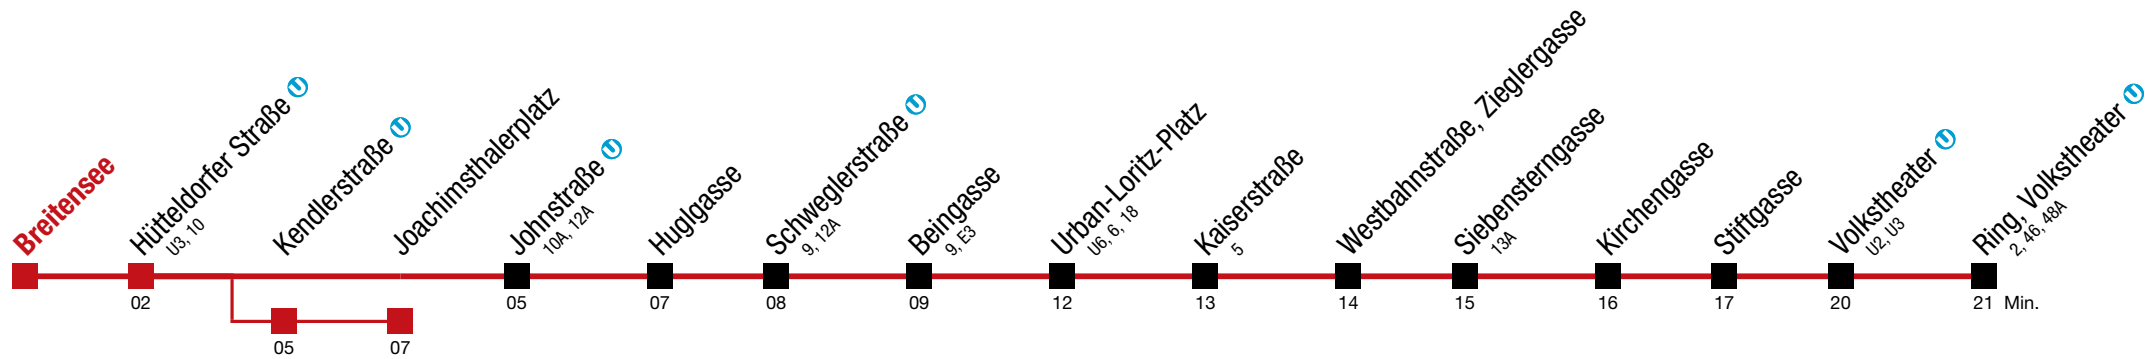 Breitensee
Hütteldorfer Straße
U3, 10
Kendlerstraße
Joachimsthalerplatz
Johnstraße
10A, 12A
Huglgasse
Schweglerstraße
9, 12A
Beingasse
9, E3
Urban-Loritz-Platz
U6, 6, 18
Kaiserstraße
5
Westbahnstraße, Zieglergasse
Siebensterngasse
13A
Kirchengasse
Stiftgasse
Volkstheater
U2, U3
Ring, Volkstheater
2, 46, 48A
02
05
07
08
09
12
13
14
15
16
17
20
21 Min.
05
07